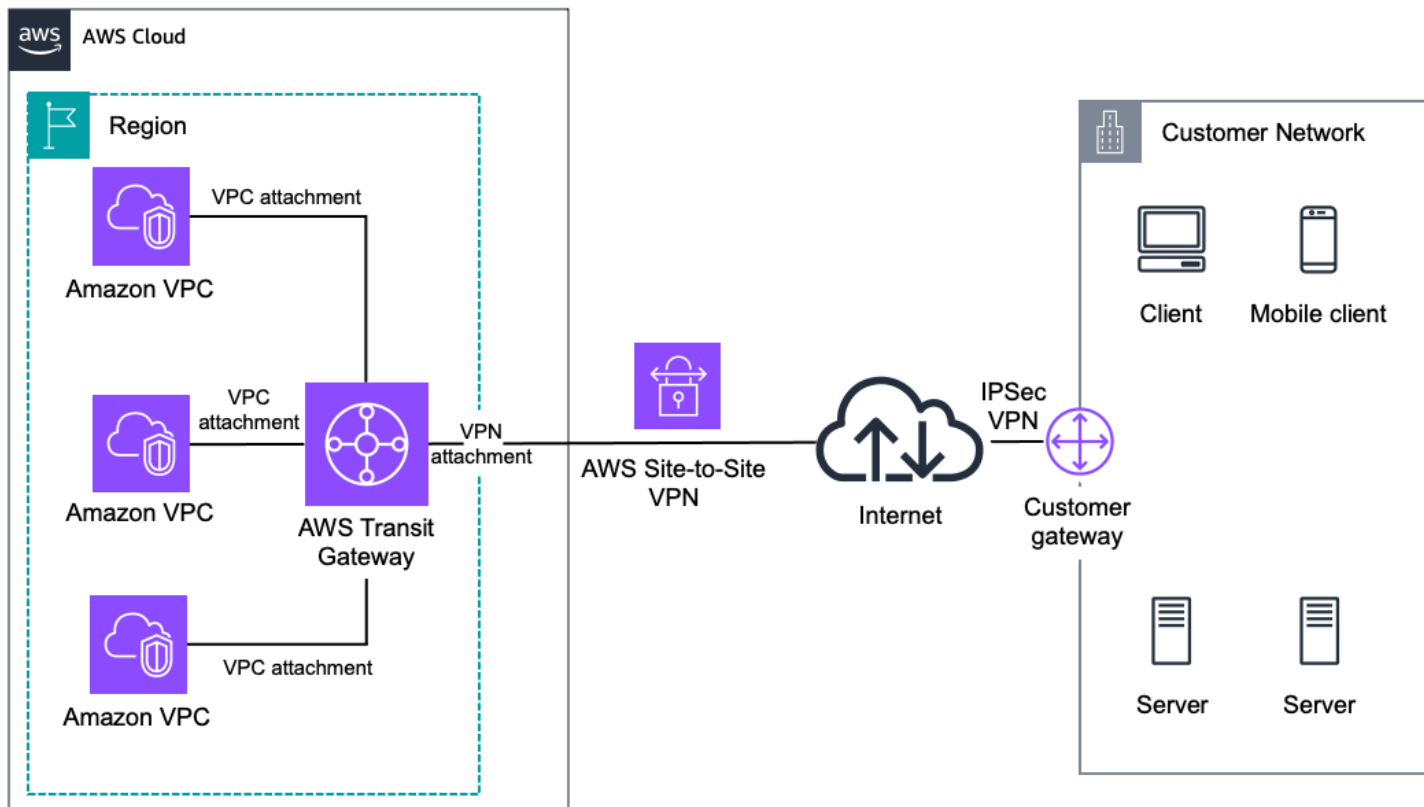 aws
AWS Cloud
Region
VPC attachment
Amazon VPC
VPC
attachment
Amazon VPC
AWS Transit
Gateway
VPC attachment
Amazon VPC
VPN
attachment
AWS Site-to-Site
VPN
Internet
IPSec
VPN
Customer
gateway
Customer Network
Client
Mobile client
Server
Server